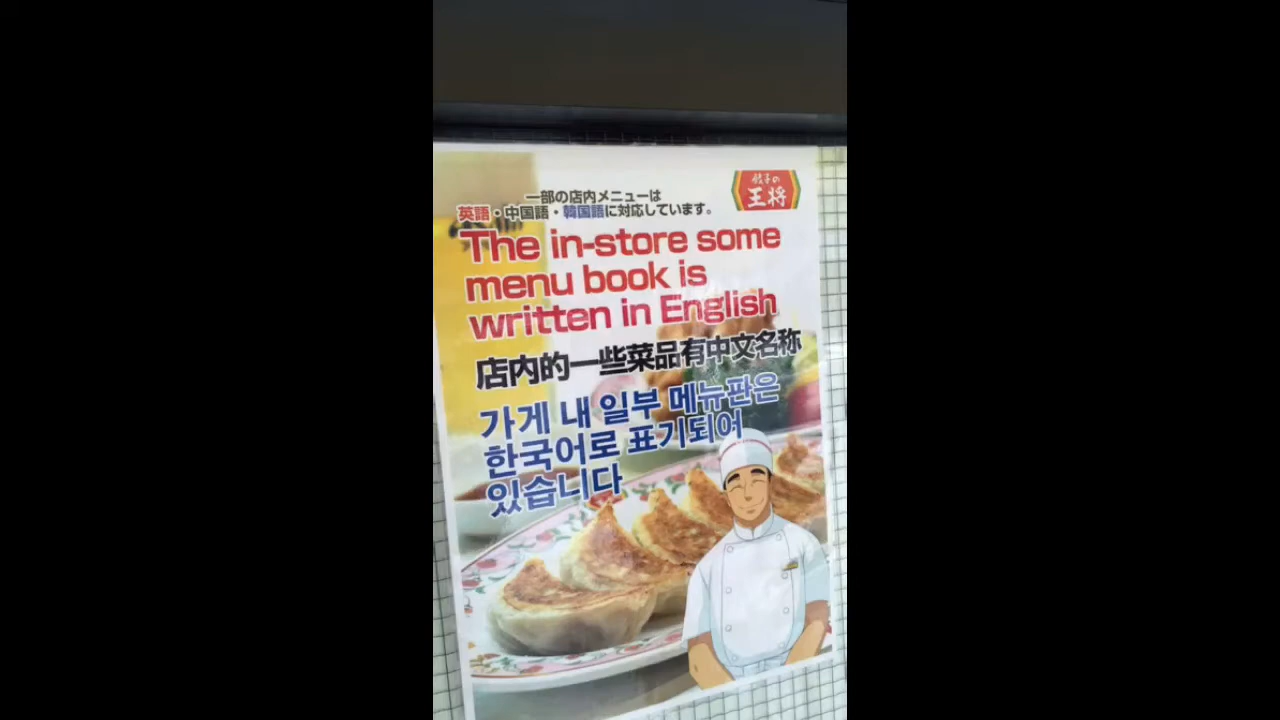 一部の店内メニューは
英語・中国語・韓国語に対応しています。
餃子の
王将
The in-store some
menu book is
written in English
店内的一些菜品有中文名称
가게 내 일부 메뉴판은
한국어로 표기되어
있습니다